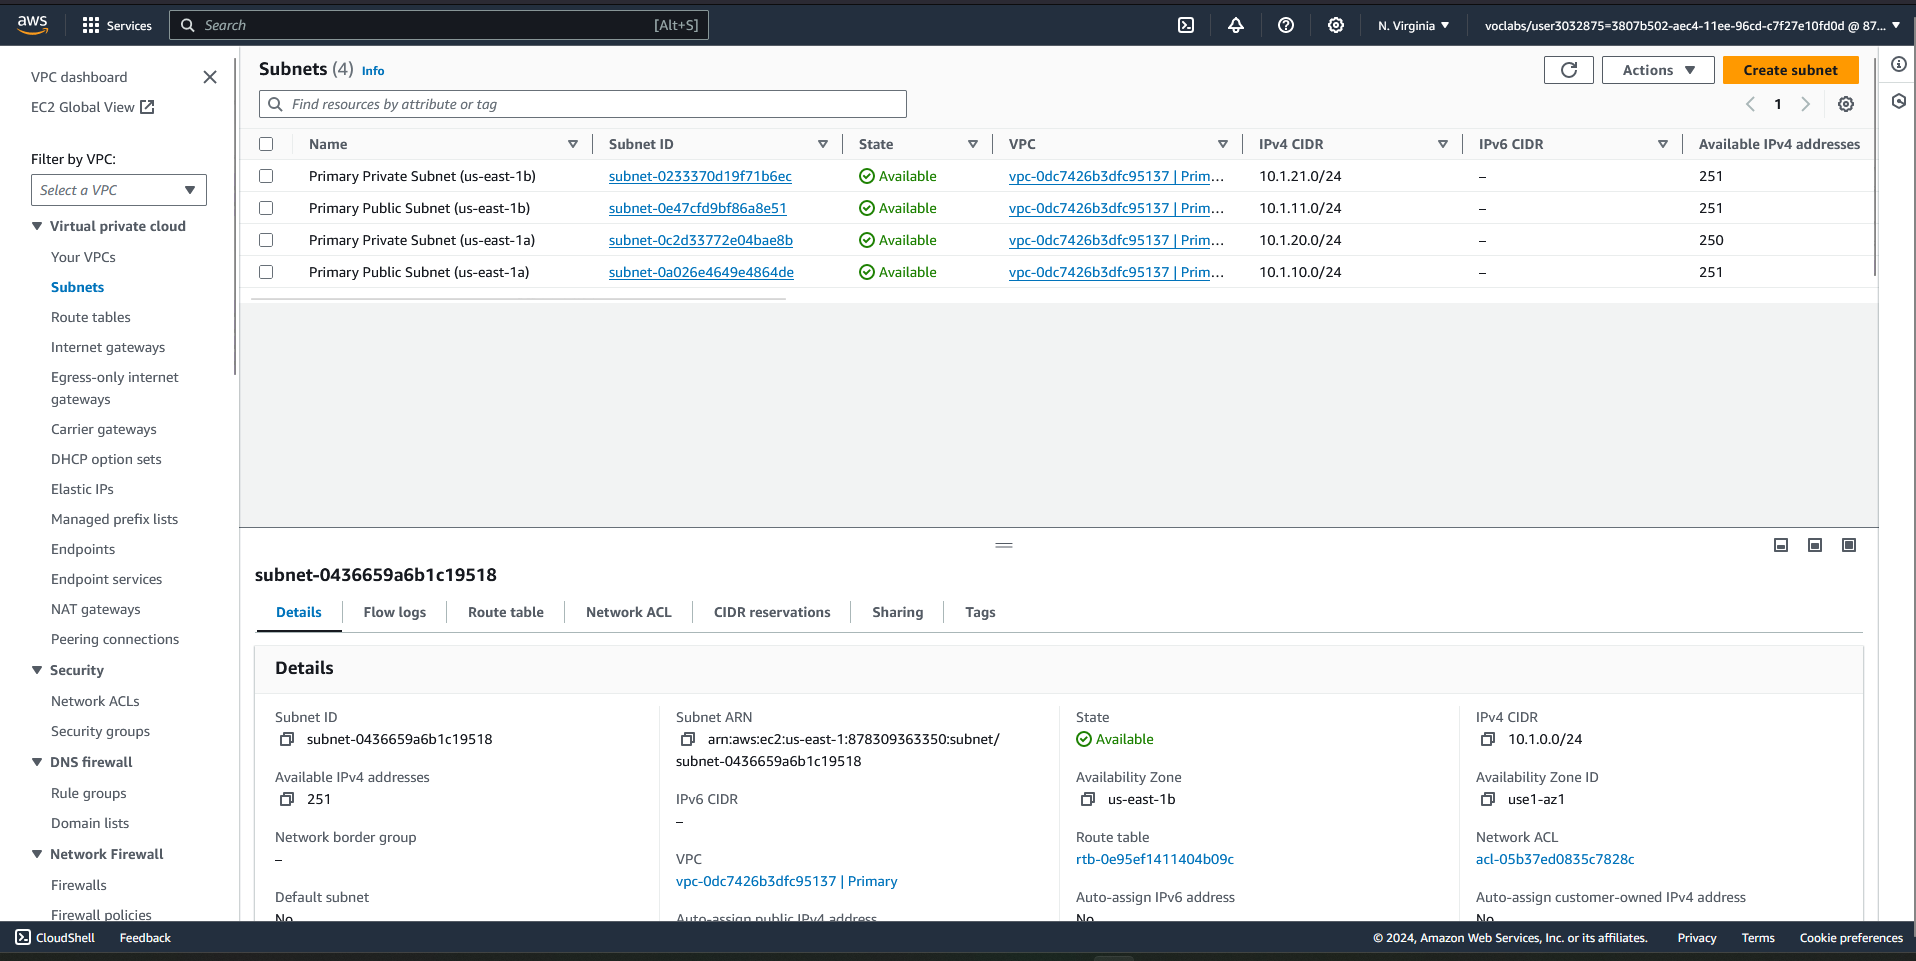 aws
Services
Search [Alt+S]
N. Virginia
voclabs/user3032875=3807b502-aec4-11ee-96cd-c7f27e10fd0d @ 87...
VPC dashboard
EC2 Global View
Filter by VPC:
Select a VPC
Virtual private cloud
Your VPCs
Subnets
Route tables
Internet gateways
Egress-only internet
gateways
Carrier gateways
DHCP option sets
Elastic IPs
Managed prefix lists
Endpoints
Endpoint services
NAT gateways
Peering connections
Security
Network ACLs
Security groups
DNS firewall
Rule groups
Domain lists
Network Firewall
Firewalls
Firewall policies
Subnets (4) Info
Actions
Create subnet
Find resources by attribute or tag
1
Name Subnet ID State VPC IPv4 CIDR IPv6 CIDR Available IPv4 addresses
Primary Private Subnet (us-east-1b) subnet-0233370d19f71b6ec Available vpc-0dc7426b3dfc95137 | Prim... 10.1.21.0/24 – 251
Primary Public Subnet (us-east-1b) subnet-0e47cfd9bf86a8e51 Available vpc-0dc7426b3dfc95137 | Prim... 10.1.11.0/24 – 251
Primary Private Subnet (us-east-1a) subnet-0c2d33772e04bae8b Available vpc-0dc7426b3dfc95137 | Prim... 10.1.20.0/24 – 250
Primary Public Subnet (us-east-1a) subnet-0a026e4649e4864de Available vpc-0dc7426b3dfc95137 | Prim... 10.1.10.0/24 – 251
subnet-0436659a6b1c19518
Details Flow logs Route table Network ACL CIDR reservations Sharing Tags
Details
Subnet ID
subnet-0436659a6b1c19518
Available IPv4 addresses
251
Network border group
–
Default subnet
No
Subnet ARN
arn:aws:ec2:us-east-1:878309363350:subnet/
subnet-0436659a6b1c19518
IPv6 CIDR
–
VPC
vpc-0dc7426b3dfc95137 | Primary
Auto-assign public IPv4 address
State
Available
Availability Zone
us-east-1b
Route table
rtb-0e95ef1411404b09c
Auto-assign IPv6 address
No
IPv4 CIDR
10.1.0.0/24
Availability Zone ID
use1-az1
Network ACL
acl-05b37ed0835c7828c
Auto-assign customer-owned IPv4 address
No
CloudShell
Feedback
© 2024, Amazon Web Services, Inc. or its affiliates.
Privacy
Terms
Cookie preferences